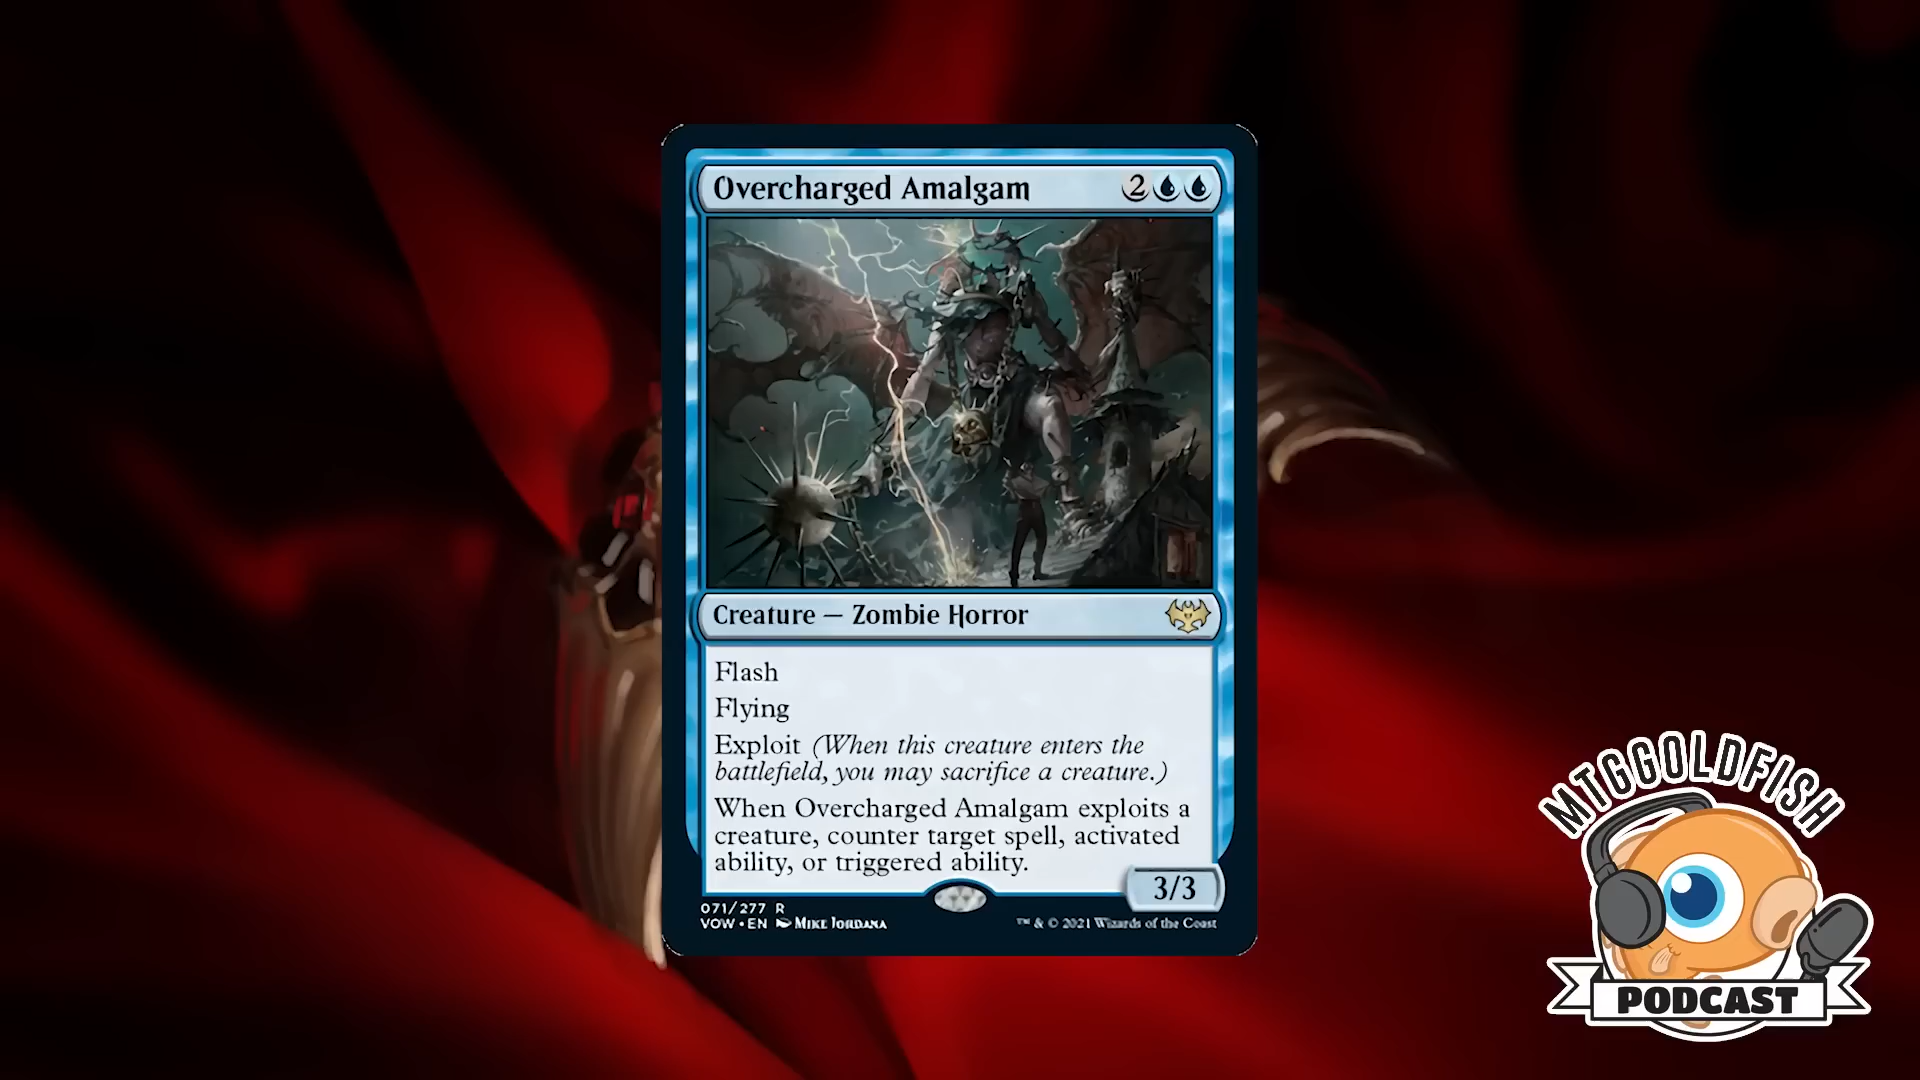 Overcharged Amalgam 2
Creature — Zombie Horror
Flash
Flying
Exploit (When this creature enters the
battlefield, you may sacrifice a creature.)
When Overcharged Amalgam exploits a
creature, counter target spell, activated
ability, or triggered ability.
3/3
071/277 R
VOW • EN Mike Jordana
™ & © 2021 Wizards of the Coast
MTGGOLDFISH
PODCAST